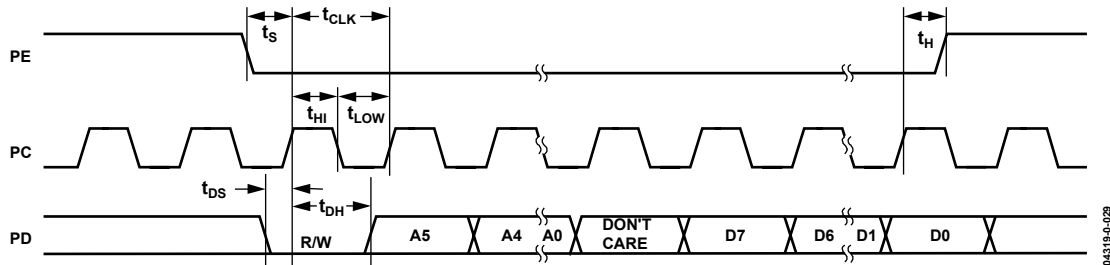 tS
tCLK
tH
PE
tHI
tLOW
PC
tDS
tDH
PD
R/W
A5
A4
A0
DON'T
CARE
D7
D6
D1
D0
04319-0-029